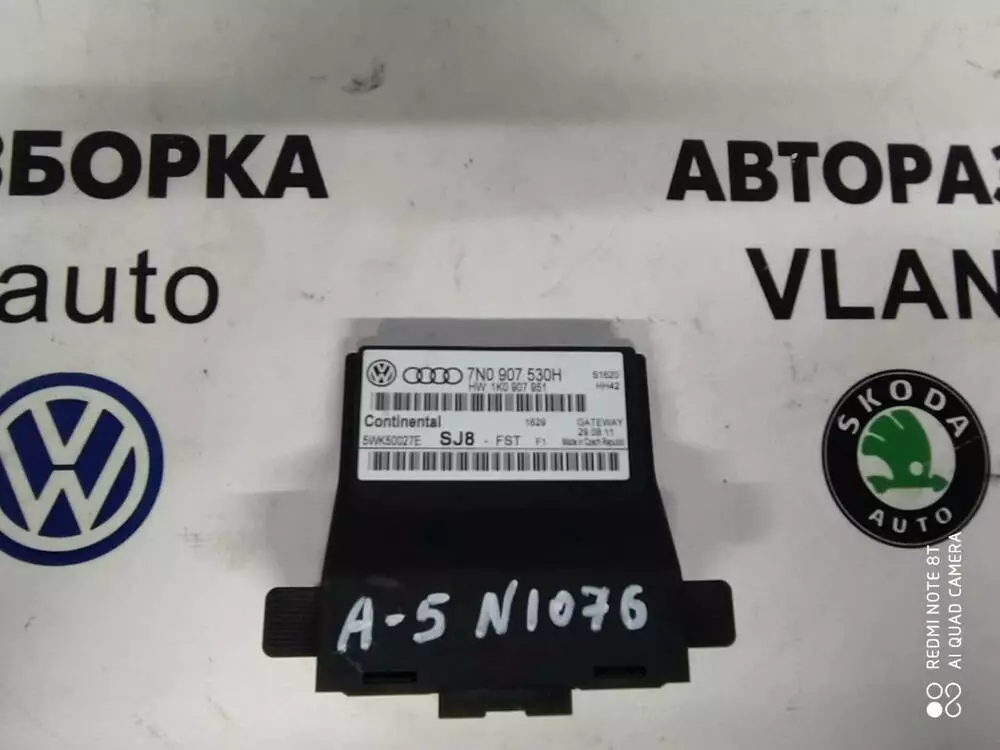 ЗБОРКА
АВТОРАЗ
auto
VLAN
7N0 907 530H
S1620
HW: 1K0 907 951
HH42
Continental
1629
GATEWAY
29.08.11
5WK50027E
SJ8 - FST F1
Made in Czech Republic
SKODA
AUTO
A-5 N1076
REDMI NOTE 8T
AI QUAD CAMERA